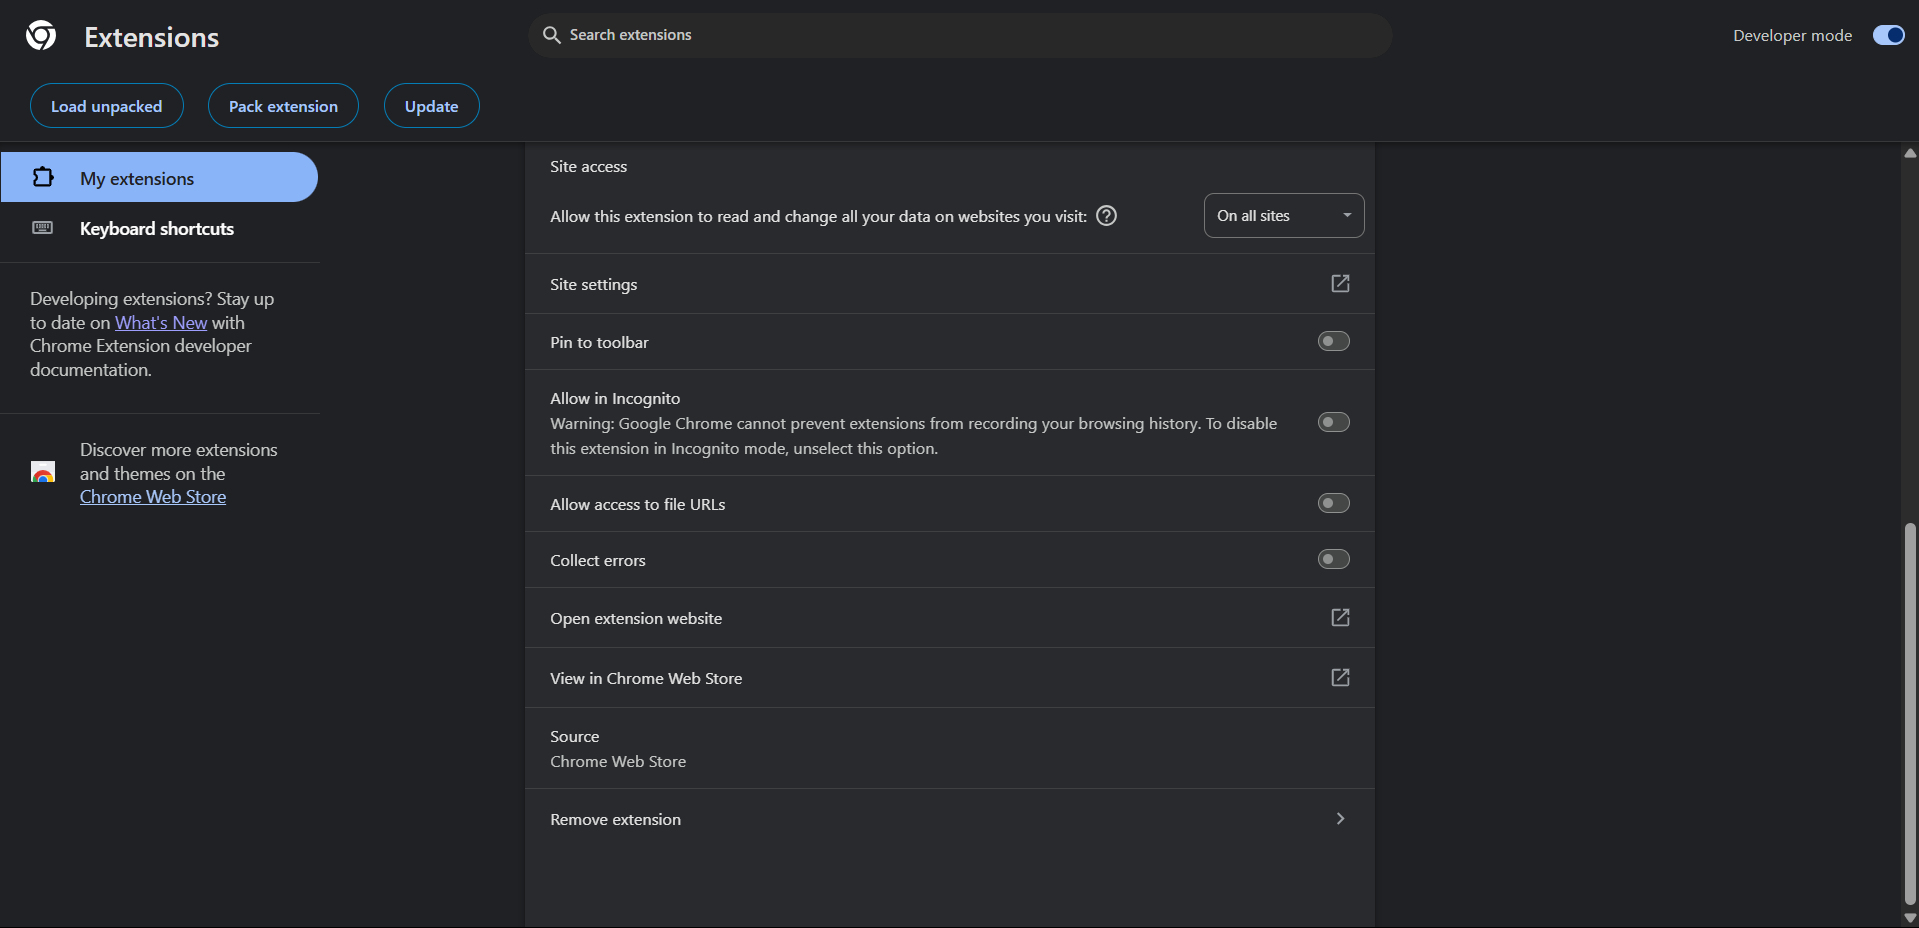 Extensions
Search extensions
Developer mode
Load unpacked
Pack extension
Update
My extensions
Keyboard shortcuts
Developing extensions? Stay up
to date on What's New with
Chrome Extension developer
documentation.
Discover more extensions
and themes on the
Chrome Web Store
Site access
Allow this extension to read and change all your data on websites you visit:
On all sites
Site settings
Pin to toolbar
Allow in Incognito
Warning: Google Chrome cannot prevent extensions from recording your browsing history. To disable
this extension in Incognito mode, unselect this option.
Allow access to file URLs
Collect errors
Open extension website
View in Chrome Web Store
Source
Chrome Web Store
Remove extension